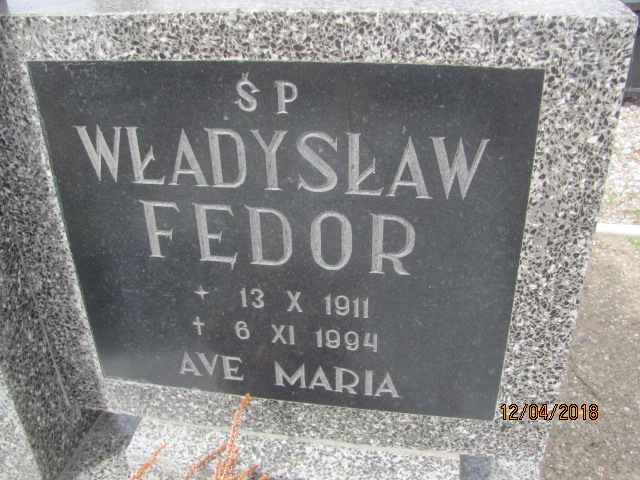 ŚP
WŁADYSŁAW
FEDOR
+ 13 X 1911
† 6 XI 1994
AVE MARIA
12/04/2018